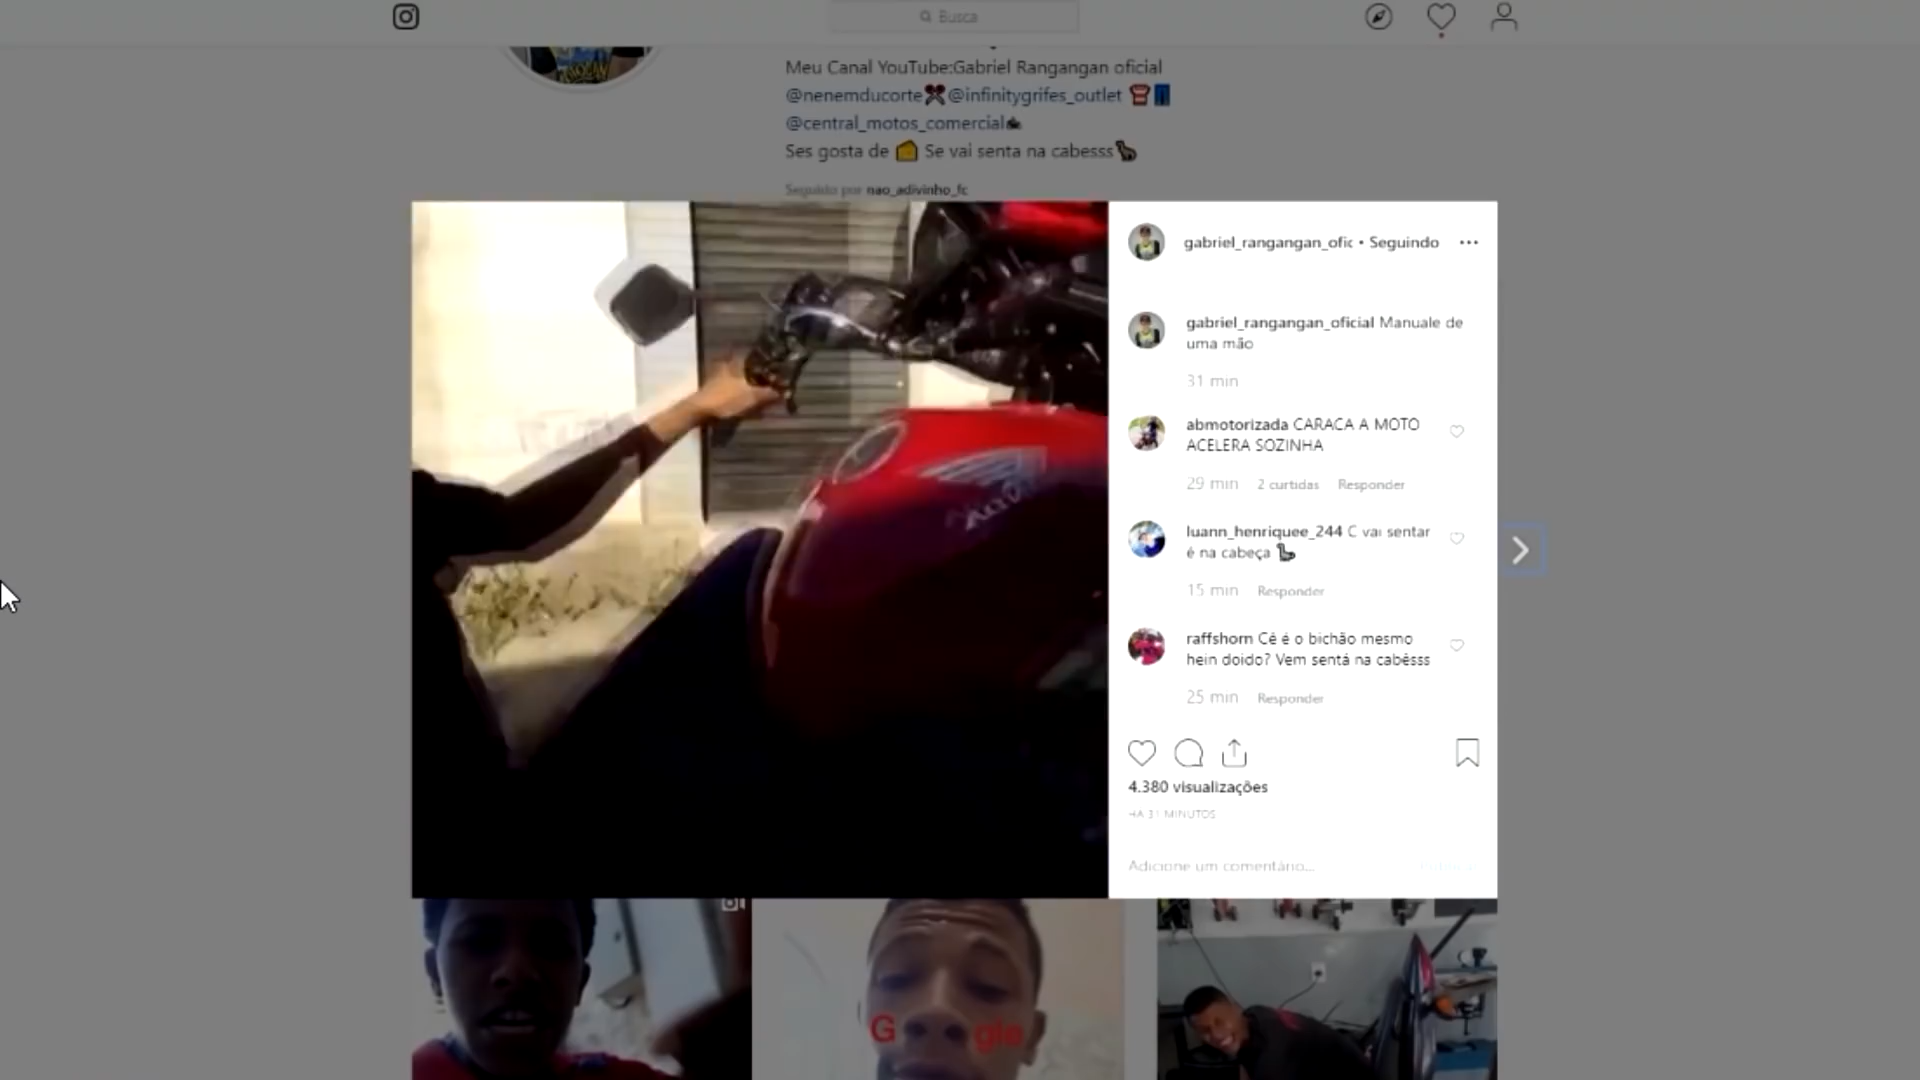 Busca
Meu Canal YouTube:Gabriel Rangangan oficial
@nenemducorte @infinitygrifes_outlet
@central_motos_comercial
Ses gosta de Se vai senta na cabesss
Seguido por nao_adivinho_fc
gabriel_rangangan_ofic • Seguindo
gabriel_rangangan_oficial Manuale de
uma mão
31 min
abmotorizada CARACA A MOTO
ACELERA SOZINHA
29 min 2 curtidas Responder
luann_henriquee_244 C vai sentar
é na cabeça
15 min Responder
raffshorn Cê é o bichão mesmo
hein doido? Vem sentá na cabêsss
25 min Responder
4.380 visualizações
HÁ 31 MINUTOS
Adicione um comentário...
G gle